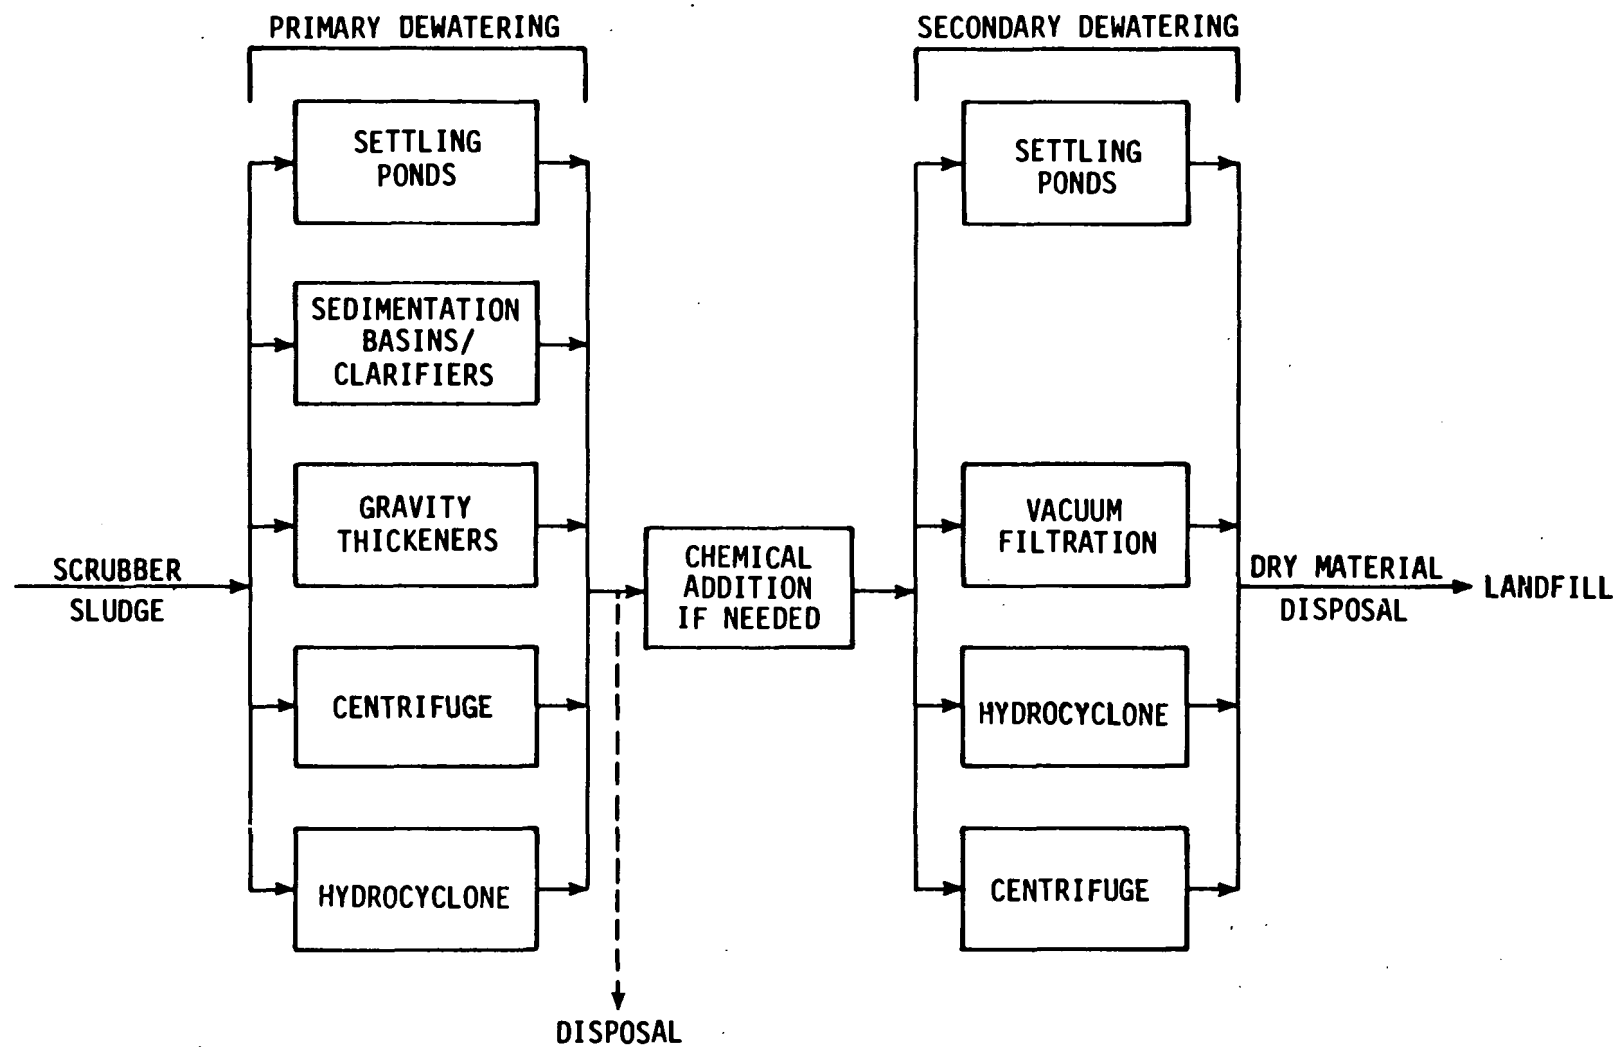 PRIMARY DEWATERING
SECONDARY DEWATERING
SETTLING
PONDS
SEDIMENTATION
BASINS/
CLARIFIERS
GRAVITY
THICKENERS
CENTRIFUGE
HYDROCYCLONE
SCRUBBER
SLUDGE
CHEMICAL
ADDITION
IF NEEDED
DISPOSAL
SETTLING
PONDS
VACUUM
FILTRATION
HYDROCYCLONE
CENTRIFUGE
DRY MATERIAL
DISPOSAL
LANDFILL